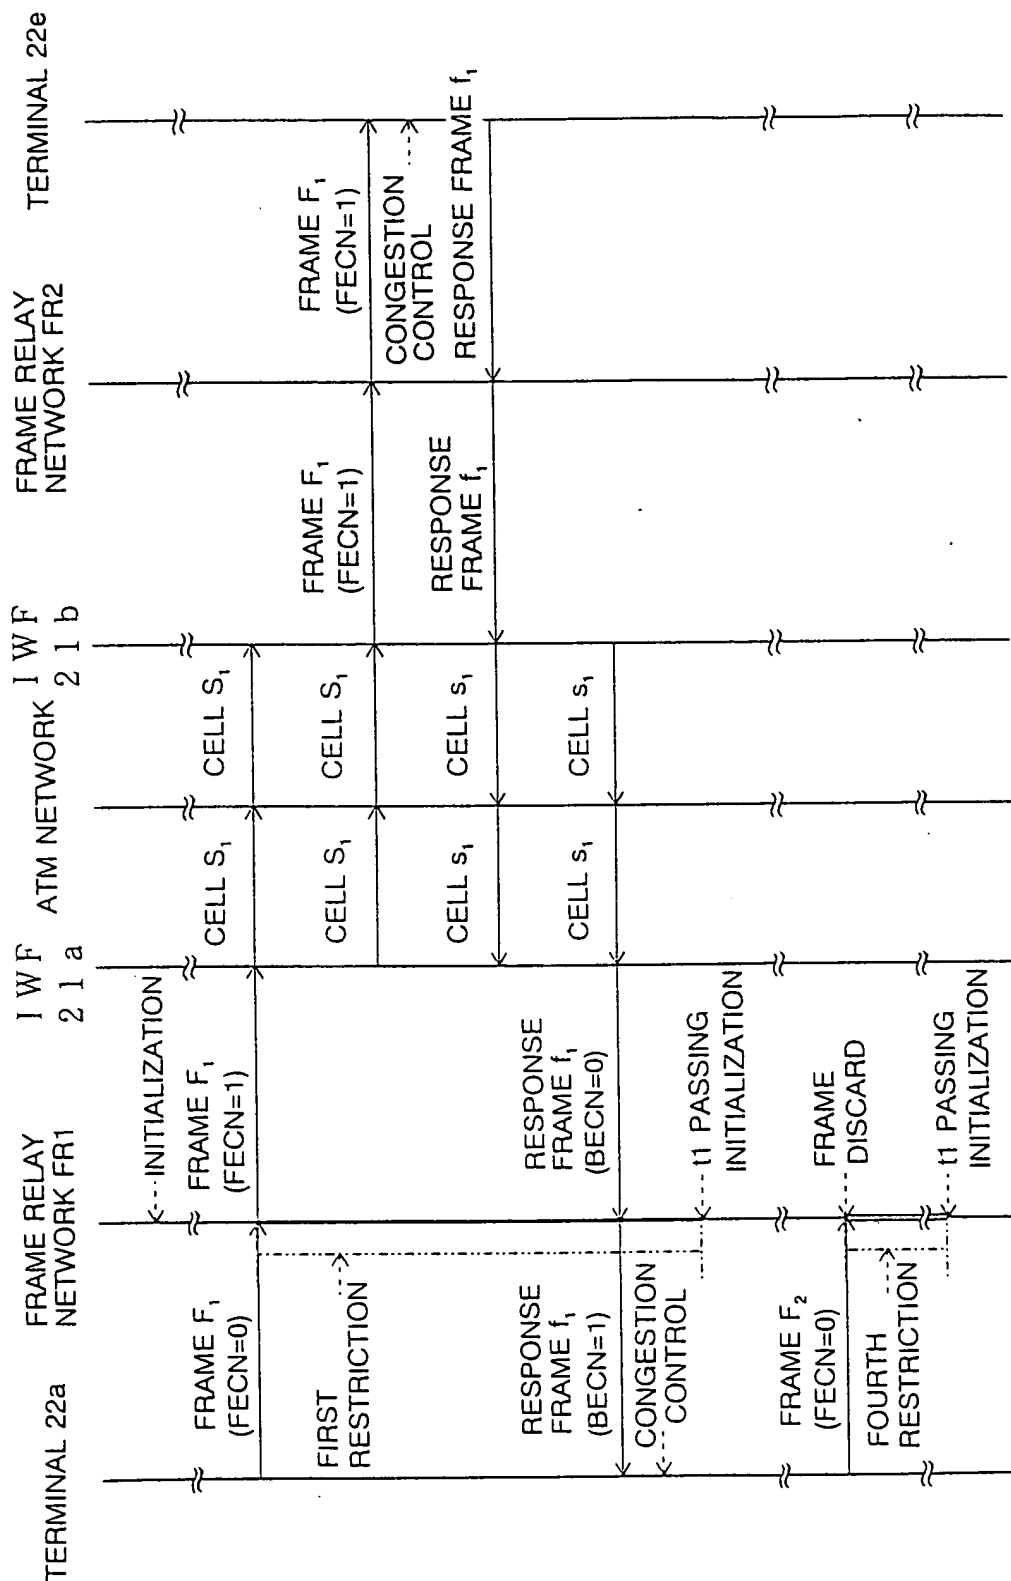 TERMINAL 22a
FRAME RELAY
NETWORK FR1
I W F
2 1 a
ATM NETWORK
I W F
2 1 b
FRAME RELAY
NETWORK FR2
TERMINAL 22e
INITIALIZATION
FRAME F₁
(FECN=0)
FRAME F₁
(FECN=1)
CELL S₁
CELL S₁
FIRST
RESTRICTION
CELL S₁
CELL S₁
FRAME F₁
(FECN=1)
FRAME F₁
(FECN=1)
CONGESTION
CONTROL
CELL s₁
CELL s₁
RESPONSE
FRAME f₁
RESPONSE FRAME f₁
RESPONSE
FRAME f₁
(BECN=1)
RESPONSE
FRAME f₁
(BECN=0)
CELL s₁
CELL s₁
CONGESTION
CONTROL
t1 PASSING
INITIALIZATION
FRAME F₂
(FECN=0)
FRAME
DISCARD
FOURTH
RESTRICTION
t1 PASSING
INITIALIZATION